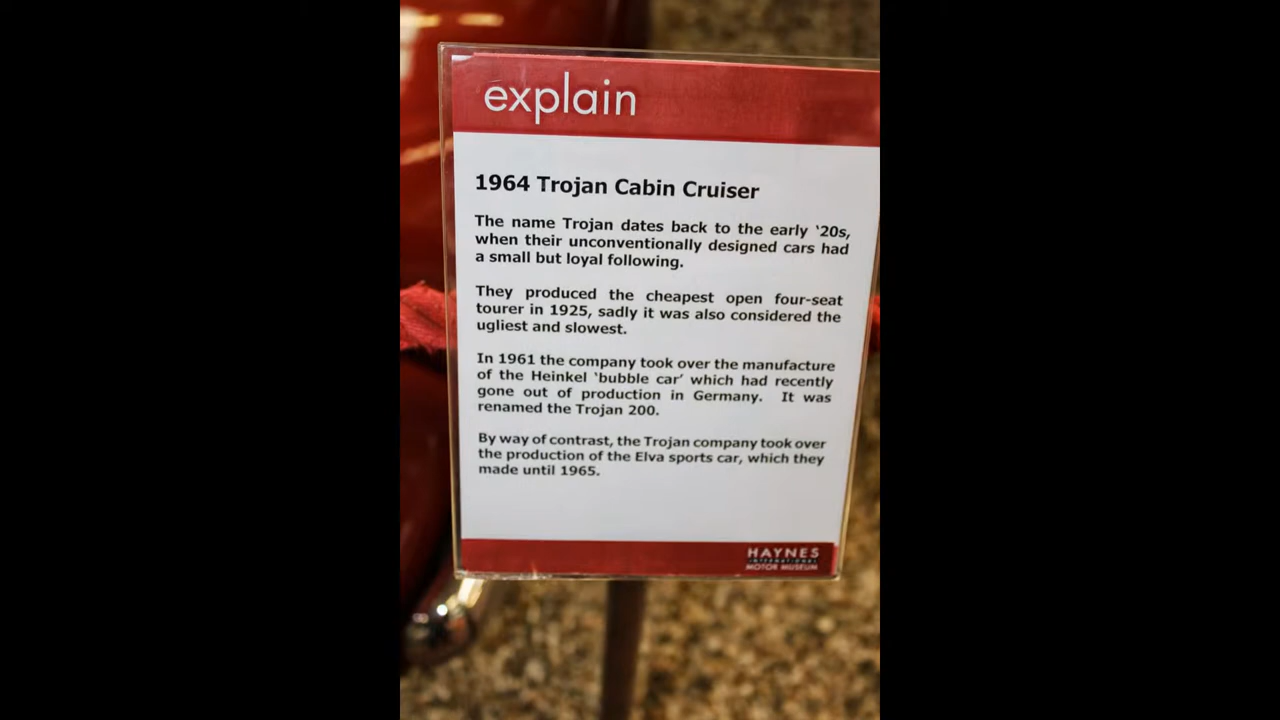 explain
1964 Trojan Cabin Cruiser
The name Trojan dates back to the early ‘20s,
when their unconventionally designed cars had
a small but loyal following.
They produced the cheapest open four-seat
tourer in 1925, sadly it was also considered the
ugliest and slowest.
In 1961 the company took over the manufacture
of the Heinkel ‘bubble car’ which had recently
gone out of production in Germany. It was
renamed the Trojan 200.
By way of contrast, the Trojan company took over
the production of the Elva sports car, which they
made until 1965.
HAYNES
INTERNATIONAL
MOTOR MUSEUM